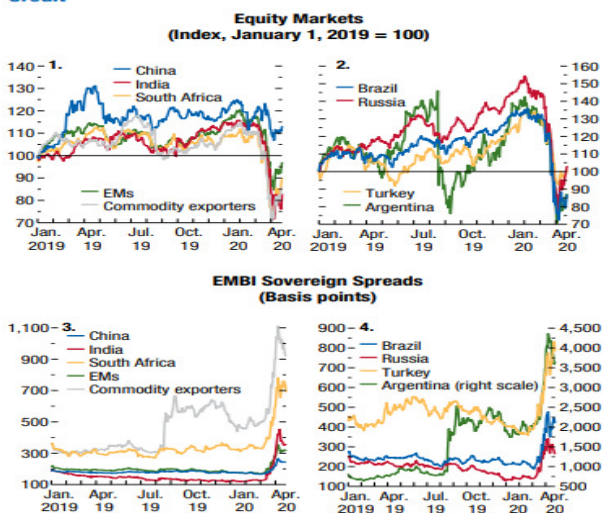 Credit
Equity Markets
(Index, January 1, 2019 = 100)
140
1.
China
India
South Africa
130
120
110
100
90
80
70
EMs
Commodity exporters
Jan.
2019
Apr.
19
Jul.
19
Oct.
19
Jan.
20
Apr.
20
2.
Brazil
Russia
Turkey
Argentina
160
150
140
130
120
110
100
90
80
70
Jan.
2019
Apr.
19
Jul.
19
Oct.
19
Jan.
20
Apr.
20
EMBI Sovereign Spreads
(Basis points)
1,100
3.
China
India
South Africa
EMs
Commodity exporters
900
700
500
300
100
Jan.
2019
Apr.
19
Jul.
19
Oct.
19
Jan.
20
Apr.
20
900
4.
Brazil
Russia
Turkey
Argentina (right scale)
800
700
600
500
400
300
200
100
4,500
4,000
3,500
3,000
2,500
2,000
1,500
1,000
500
Jan.
2019
Apr.
19
Jul.
19
Oct.
19
Jan.
20
Apr.
20